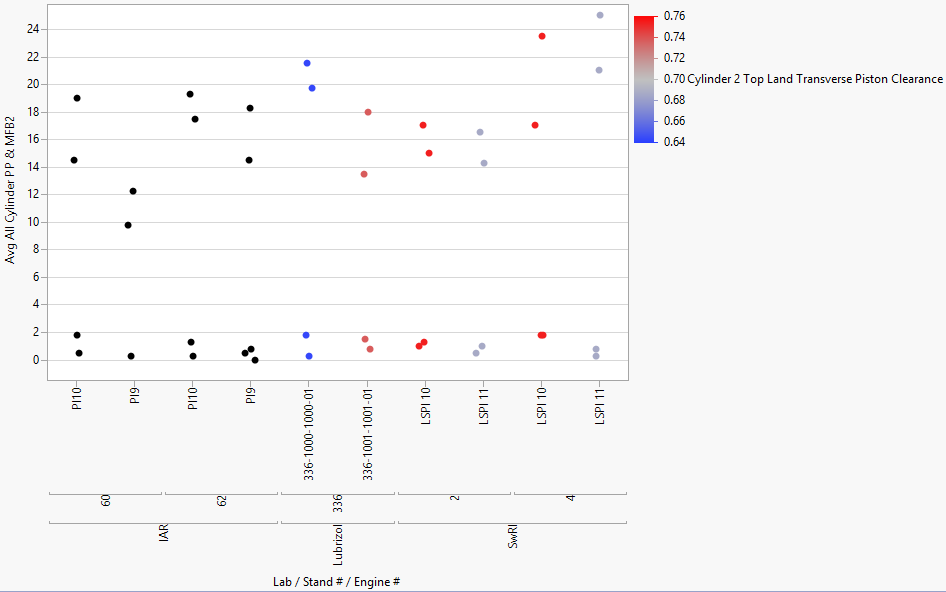 24
22
20
18
16
14
12
10
8
6
4
2
0
Avg All Cylinder PP & MFB2
0.76
0.74
0.72
0.70
0.68
0.66
0.64
Cylinder 2 Top Land Transverse Piston Clearance
PI10
PI9
PI10
PI9
336-1000-1000-01
336-1001-1001-01
LSPI 10
LSPI 11
LSPI 10
LSPI 11
60
62
336
2
4
IAR
Lubrizol
SwRI
Lab / Stand # / Engine #